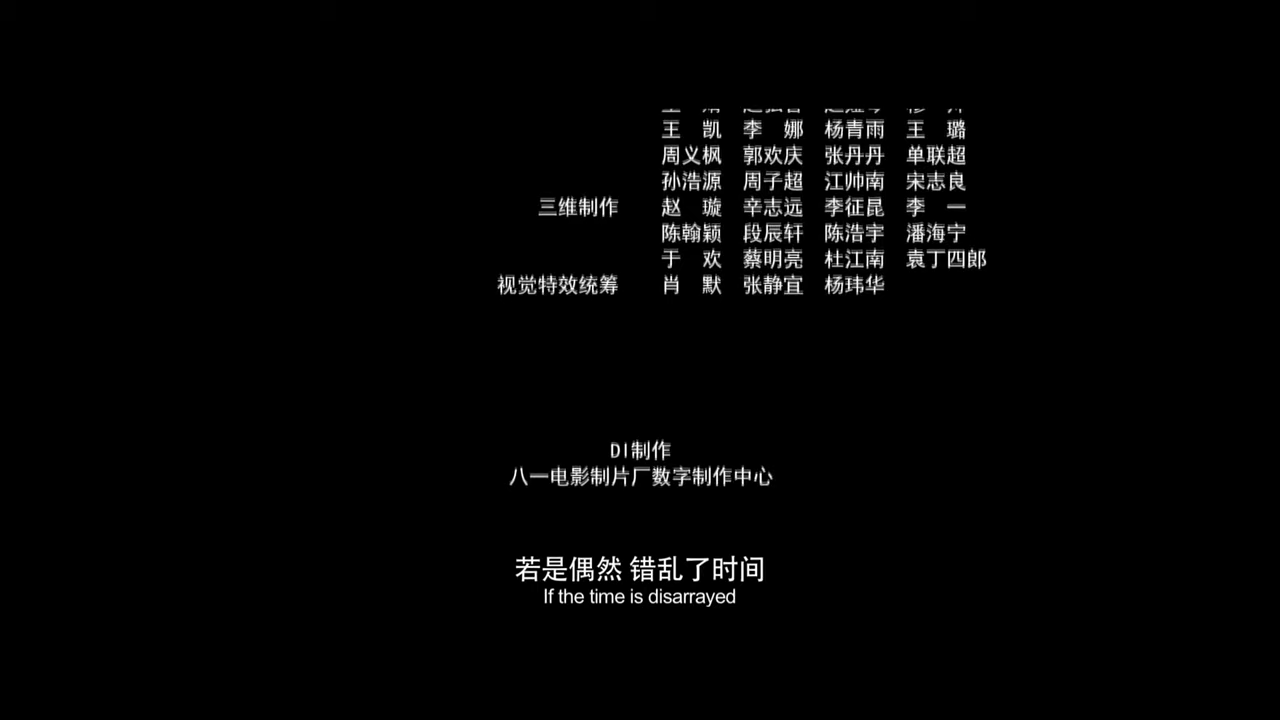 王　凯　李　娜　杨青雨　王　璐
周义枫　郭欢庆　张丹丹　单联超
孙浩源　周子超　江帅南　宋志良
三维制作　赵　璇　辛志远　李征昆　李　一
陈翰颖　段辰轩　陈浩宇　潘海宁
于　欢　蔡明亮　杜江南　袁丁四郎
视觉特效统筹　肖　默　张静宜　杨玮华
DI制作
八一电影制片厂数字制作中心
若是偶然 错乱了时间
If the time is disarrayed